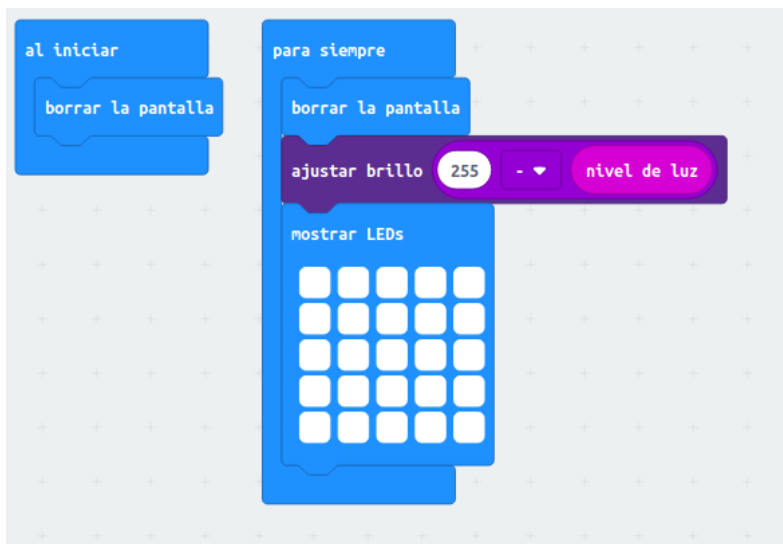 al iniciar
borrar la pantalla
para siempre
borrar la pantalla
ajustar brillo 255 - nivel de luz
mostrar LEDs